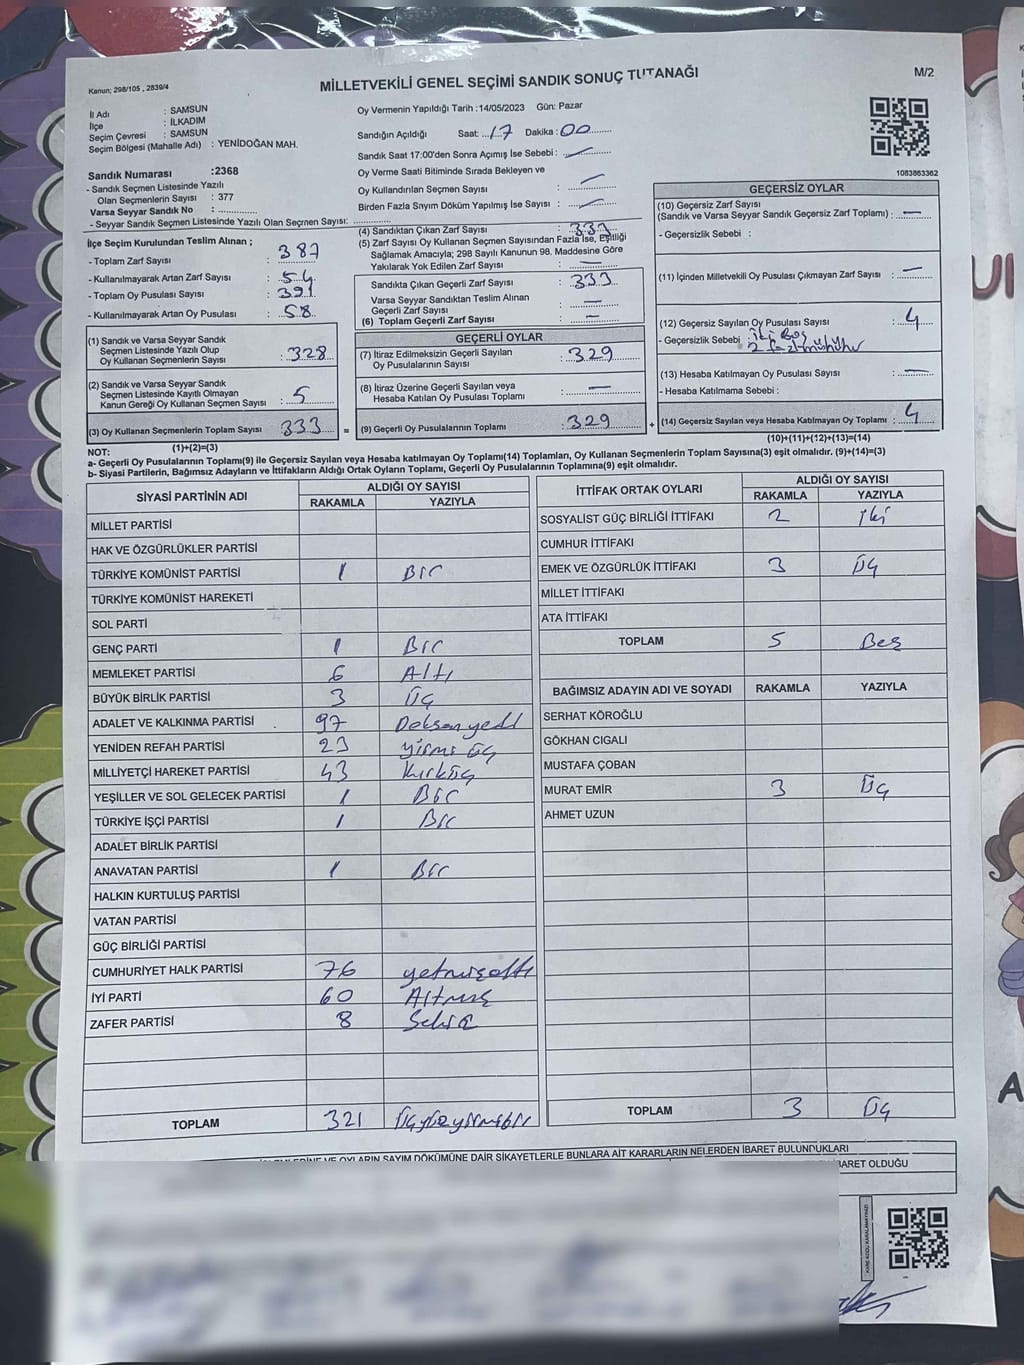 Kanun; 298/105 , 2839/4
MİLLETVEKİLİ GENEL SEÇİMİ SANDIK SONUÇ TUTANAĞI
M/2
İl Adı : SAMSUN
İlçe : İLKADIM
Seçim Çevresi : SAMSUN
Seçim Bölgesi (Mahalle Adı) : YENİDOĞAN MAH.
Oy Vermenin Yapıldığı Tarih :14/05/2023 Gün: Pazar
Sandığın Açıldığı Saat: 17 Dakika: 00
Sandık Saat 17:00'den Sonra Açımış İse Sebebi : —
Oy Verme Saati Bitiminde Sırada Bekleyen ve
Oy Kullandırılan Seçmen Sayısı : —
Birden Fazla Sayım Döküm Yapılmış İse Sayısı : —
1083863362
Sandık Numarası :2368
- Sandık Seçmen Listesinde Yazılı
Olan Seçmenlerin Sayısı : 377
Varsa Seyyar Sandık No :
- Seyyar Sandık Seçmen Listesinde Yazılı Olan Seçmen Sayısı:
İlçe Seçim Kurulundan Teslim Alınan ;
- Toplam Zarf Sayısı : 387
- Kullanılmayarak Artan Zarf Sayısı : 54
- Toplam Oy Pusulası Sayısı : 391
- Kullanılmayarak Artan Oy Pusulası : 58
(1) Sandık ve Varsa Seyyar Sandık
Seçmen Listesinde Yazılı Olup
Oy Kullanan Seçmenlerin Sayısı : 328
(2) Sandık ve Varsa Seyyar Sandık
Seçmen Listesinde Kayıtlı Olmayan
Kanun Gereği Oy Kullanan Seçmen Sayısı : 5
(3) Oy Kullanan Seçmenlerin Toplam Sayısı 333 =
(1)+(2)=(3)
(4) Sandıktan Çıkan Zarf Sayısı : 333
(5) Zarf Sayısı Oy Kullanan Seçmen Sayısından Fazla İse, Eşitliği
Sağlamak Amacıyla; 298 Sayılı Kanunun 98. Maddesine Göre
Yakılarak Yok Edilen Zarf Sayısı : —
Sandıkta Çıkan Geçerli Zarf Sayısı : 333
Varsa Seyyar Sandıktan Teslim Alınan
Geçerli Zarf Sayısı : —
(6) Toplam Geçerli Zarf Sayısı : —
GEÇERLİ OYLAR
(7) İtiraz Edilmeksizin Geçerli Sayılan
Oy Pusulalarının Sayısı : 329
(8) İtiraz Üzerine Geçerli Sayılan veya
Hesaba Katılan Oy Pusulası Toplamı : —
(9) Geçerli Oy Pusulalarının Toplamı : 329 +
GEÇERSİZ OYLAR
(10) Geçersiz Zarf Sayısı
(Sandık ve Varsa Seyyar Sandık Geçersiz Zarf Toplamı) : —
- Geçersizlik Sebebi :
(11) İçinden Milletvekili Oy Pusulası Çıkmayan Zarf Sayısı : —
(12) Geçersiz Sayılan Oy Pusulası Sayısı : 4
- Geçersizlik Sebebi : iki Boş
2 fazl mühür
(13) Hesaba Katılmayan Oy Pusulası Sayısı : —
- Hesaba Katılmama Sebebi :
(14) Geçersiz Sayılan veya Hesaba Katılmayan Oy Toplamı : 4
(10)+(11)+(12)+(13)=(14)
NOT:
a- Geçerli Oy Pusulalarının Toplamı(9) ile Geçersiz Sayılan veya Hesaba katılmayan Oy Toplamı(14) Toplamları, Oy Kullanan Seçmenlerin Toplam Sayısına(3) eşit olmalıdır. (9)+(14)=(3)
b- Siyasi Partilerin, Bağımsız Adayların ve İttifakların Aldığı Ortak Oyların Toplamı, Geçerli Oy Pusulalarının Toplamına(9) eşit olmalıdır.
SİYASİ PARTİNİN ADI ALDIĞI OY SAYISI
RAKAMLA YAZIYLA
MİLLET PARTİSİ
HAK VE ÖZGÜRLÜKLER PARTİSİ
TÜRKİYE KOMÜNİST PARTİSİ 1 Bir
TÜRKİYE KOMÜNİST HAREKETİ
SOL PARTİ
GENÇ PARTİ 1 Bir
MEMLEKET PARTİSİ 6 Altı
BÜYÜK BİRLİK PARTİSİ 3 Üç
ADALET VE KALKINMA PARTİSİ 97 Doksan yedi
YENİDEN REFAH PARTİSİ 23 yirmi üç
MİLLİYETÇİ HAREKET PARTİSİ 43 Kırküç
YEŞİLLER VE SOL GELECEK PARTİSİ 1 Bir
TÜRKİYE İŞÇİ PARTİSİ 1 Bir
ADALET BİRLİK PARTİSİ
ANAVATAN PARTİSİ 1 Bir
HALKIN KURTULUŞ PARTİSİ
VATAN PARTİSİ
GÜÇ BİRLİĞİ PARTİSİ
CUMHURİYET HALK PARTİSİ 76 yetmişaltı
İYİ PARTİ 60 Altmış
ZAFER PARTİSİ 8 Sekiz
TOPLAM 321 Üçyüzyirmibir
İTTİFAK ORTAK OYLARI ALDIĞI OY SAYISI
RAKAMLA YAZIYLA
SOSYALİST GÜÇ BİRLİĞİ İTTİFAKI 2 iki
CUMHUR İTTİFAKI
EMEK VE ÖZGÜRLÜK İTTİFAKI 3 Üç
MİLLET İTTİFAKI
ATA İTTİFAKI
TOPLAM 5 Beş
BAĞIMSIZ ADAYIN ADI VE SOYADI RAKAMLA YAZIYLA
SERHAT KÖROĞLU
GÖKHAN CIGALI
MUSTAFA ÇOBAN
MURAT EMİR 3 Üç
AHMET UZUN
TOPLAM 3 Üç
VE OYLARIN SAYIM DÖKÜMÜNE DAİR ŞİKAYETLERLE BUNLARA AİT KARARLARIN NELERDEN İBARET BULUNDUKLARI
İBARET OLDUĞU